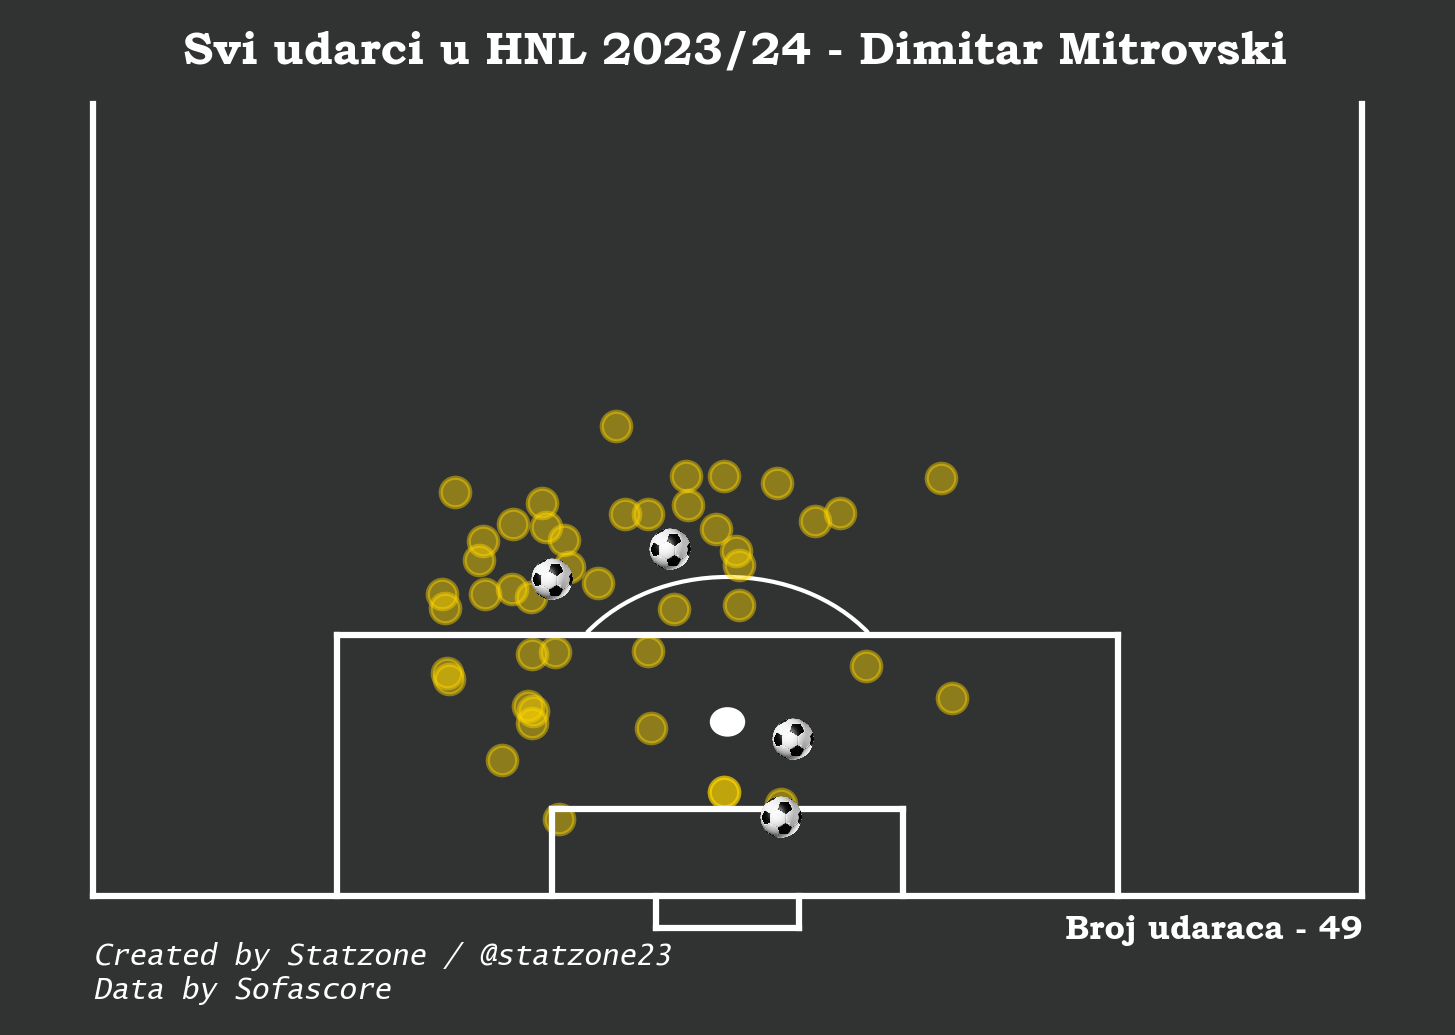 Svi udarci u HNL 2023/24 - Dimitar Mitrovski
Broj udaraca - 49
Created by Statzone / @statzone23
Data by Sofascore